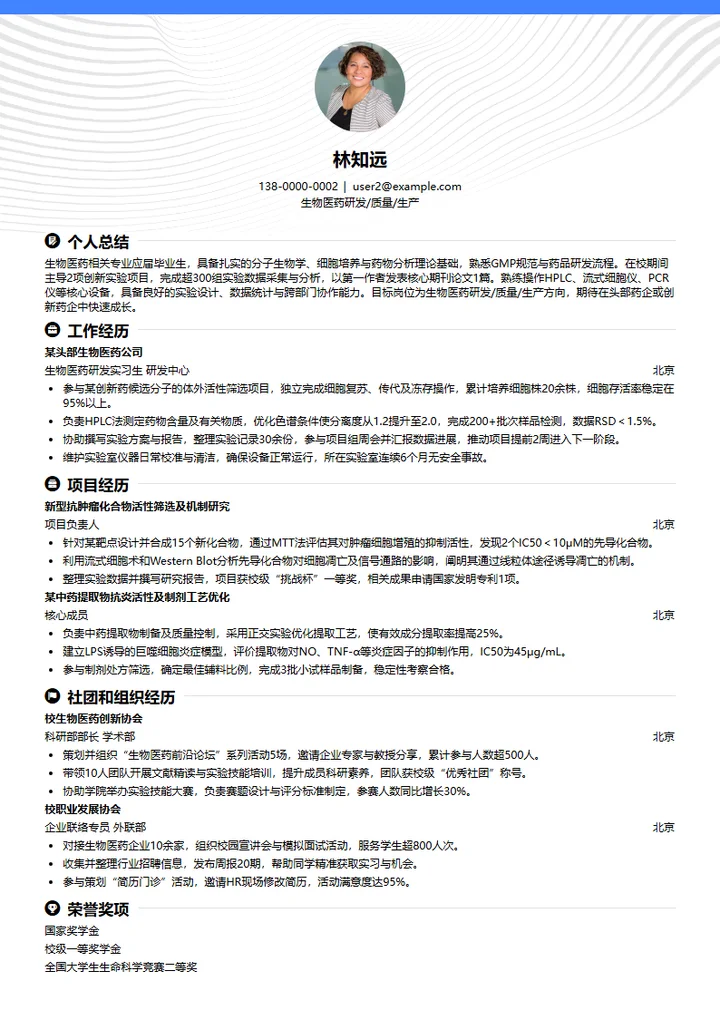 林知远
138-0000-0002 | user2@example.com
生物医药研发/质量/生产
个人总结
生物医药相关专业应届毕业生，具备扎实的分子生物学、细胞培养与药物分析理论基础，熟悉GMP规范与药品研发流程。在校期间
主导2项创新实验项目，完成超300组实验数据采集与分析，以第一作者发表核心期刊论文1篇。熟练操作HPLC、流式细胞仪、PCR
仪等核心设备，具备良好的实验设计、数据统计与跨部门协作能力。目标岗位为生物医药研发/质量/生产方向，期待在头部药企或创
新药企中快速成长。
工作经历
某头部生物医药公司
生物医药研发实习生 研发中心 北京
• 参与某创新药候选分子的体外活性筛选项目，独立完成细胞复苏、传代及冻存操作，累计培养细胞株20余株，细胞存活率稳定在
95%以上。
• 负责HPLC法测定药物含量及有关物质，优化色谱条件使分离度从1.2提升至2.0，完成200+批次样品检测，数据RSD＜1.5%。
• 协助撰写实验方案与报告，整理实验记录30余份，参与项目组周会并汇报数据进展，推动项目提前2周进入下一阶段。
• 维护实验室仪器日常校准与清洁，确保设备正常运行，所在实验室连续6个月无安全事故。
项目经历
新型抗肿瘤化合物活性筛选及机制研究
项目负责人 北京
• 针对某靶点设计并合成15个新化合物，通过MTT法评估其对肿瘤细胞增殖的抑制活性，发现2个IC50＜10μM的先导化合物。
• 利用流式细胞术和Western Blot分析先导化合物对细胞凋亡及信号通路的影响，阐明其通过线粒体途径诱导凋亡的机制。
• 整理实验数据并撰写研究报告，项目获校级“挑战杯”一等奖，相关成果申请国家发明专利1项。
某中药提取物抗炎活性及制剂工艺优化
核心成员 北京
• 负责中药提取物制备及质量控制，采用正交实验优化提取工艺，使有效成分提取率提高25%。
• 建立LPS诱导的巨噬细胞炎症模型，评价提取物对NO、TNF-α等炎症因子的抑制作用，IC50为45μg/mL。
• 参与制剂处方筛选，确定最佳辅料比例，完成3批小试样品制备，稳定性考察合格。
社团和组织经历
校生物医药创新协会
科研部部长 学术部 北京
• 策划并组织“生物医药前沿论坛”系列活动5场，邀请企业专家与教授分享，累计参与人数超500人。
• 带领10人团队开展文献精读与实验技能培训，提升成员科研素养，团队获校级“优秀社团”称号。
• 协助学院举办实验技能大赛，负责赛题设计与评分标准制定，参赛人数同比增长30%。
校职业发展协会
企业联络专员 外联部 北京
• 对接生物医药企业10余家，组织校园宣讲会与模拟面试活动，服务学生超800人次。
• 收集并整理行业招聘信息，发布周报20期，帮助同学精准获取实习与机会。
• 参与策划“简历门诊”活动，邀请HR现场修改简历，活动满意度达95%。
荣誉奖项
国家奖学金
校级一等奖学金
全国大学生生命科学竞赛二等奖